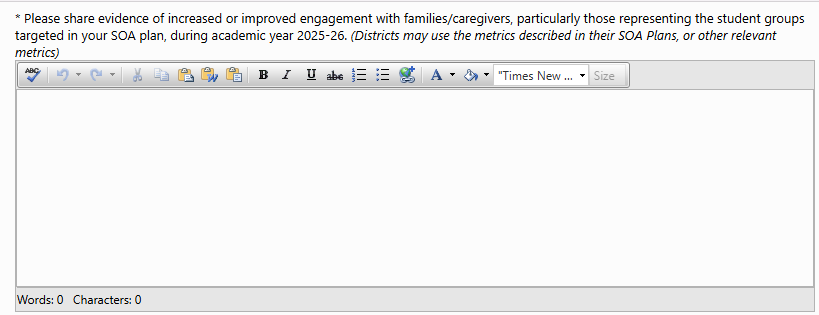 * Please share evidence of increased or improved engagement with families/caregivers, particularly those representing the student groups
targeted in your SOA plan, during academic year 2025-26. (Districts may use the metrics described in their SOA Plans, or other relevant
metrics)
ABC B I U abc A "Times New ... Size
Words: 0 Characters: 0